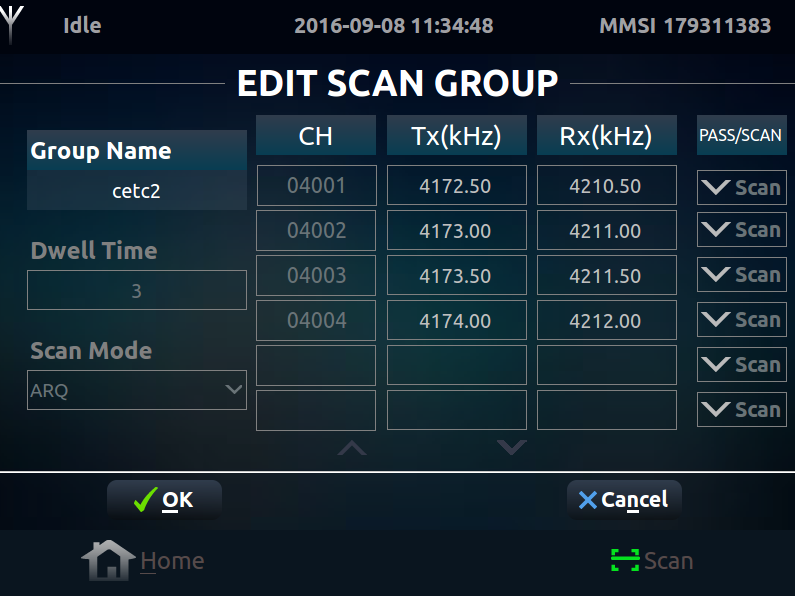 Idle 2016-09-08 11:34:48 MMSI 179311383
EDIT SCAN GROUP
Group Name
cetc2
Dwell Time
3
Scan Mode
ARQ
CH Tx(kHz) Rx(kHz) PASS/SCAN
04001 4172.50 4210.50 Scan
04002 4173.00 4211.00 Scan
04003 4173.50 4211.50 Scan
04004 4174.00 4212.00 Scan
Scan
Scan
OK Cancel
Home Scan